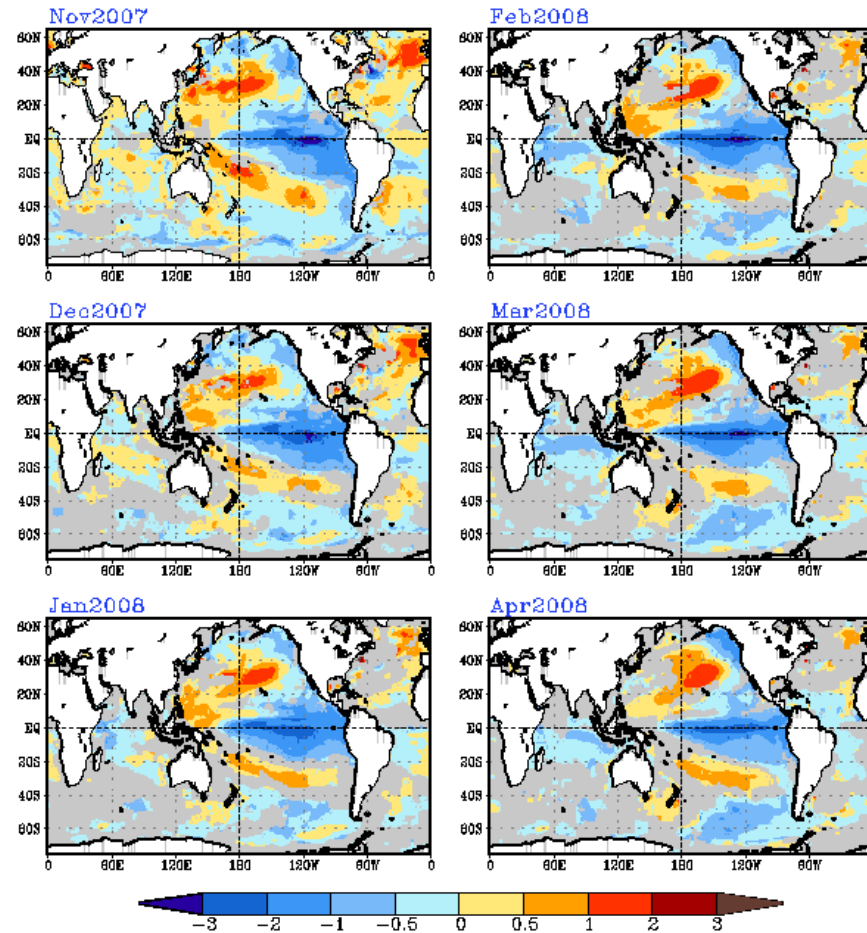 Nov2007
60N
40N
20N
EQ
20S
40S
60S
0 60E 120E 180 120W 60W 0
Feb2008
60N
40N
20N
EQ
20S
40S
60S
0 60E 120E 180 120W 60W
Dec2007
60N
40N
20N
EQ
20S
40S
60S
0 60E 120E 180 120W 60W 0
Mar2008
60N
40N
20N
EQ
20S
40S
60S
0 60E 120E 180 120W 60W
Jan2008
60N
40N
20N
EQ
20S
40S
60S
0 60E 120E 180 120W 60W 0
Apr2008
60N
40N
20N
EQ
20S
40S
60S
0 60E 120E 180 120W 60W
-3 -2 -1 -0.5 0 0.5 1 2 3